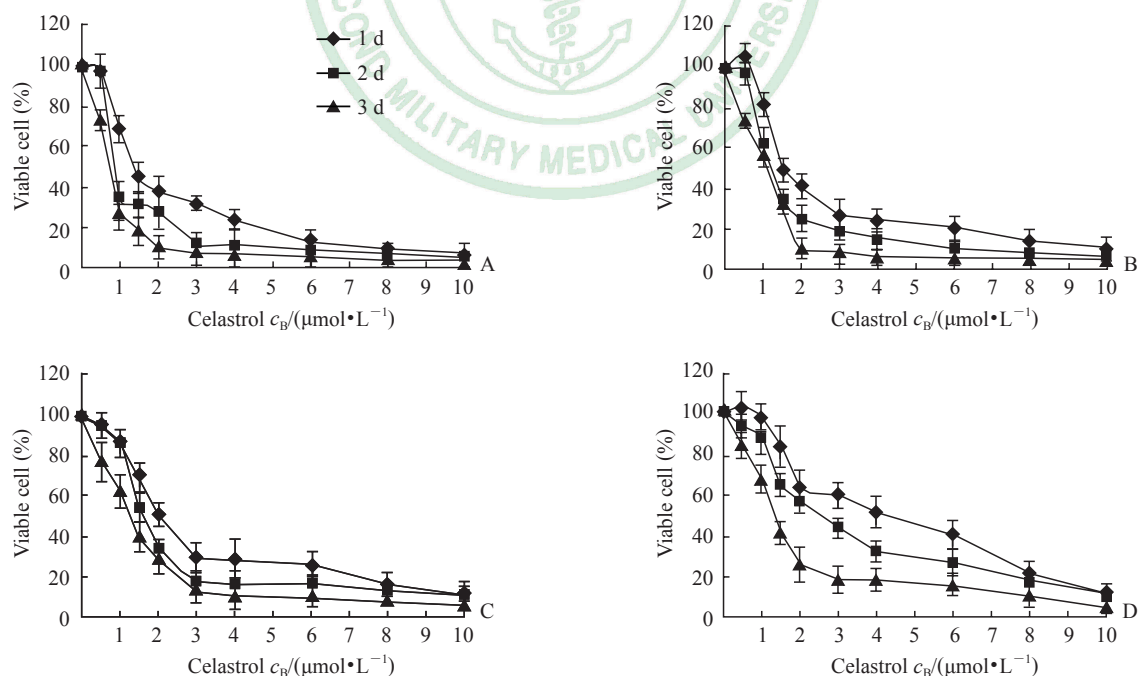 120
100
80
60
40
20
0
Viable cell (%)
1 d
2 d
3 d
1 2 3 4 5 6 7 8 9 10
A
Celastrol cB/(μmol•L−1)
120
100
80
60
40
20
0
Viable cell (%)
1 2 3 4 5 6 7 8 9 10
B
Celastrol cB/(μmol•L−1)
120
100
80
60
40
20
0
Viable cell (%)
1 2 3 4 5 6 7 8 9 10
C
Celastrol cB/(μmol•L−1)
120
100
80
60
40
20
0
Viable cell (%)
1 2 3 4 5 6 7 8 9 10
D
Celastrol cB/(μmol•L−1)
1949
MILITARY MEDICAL